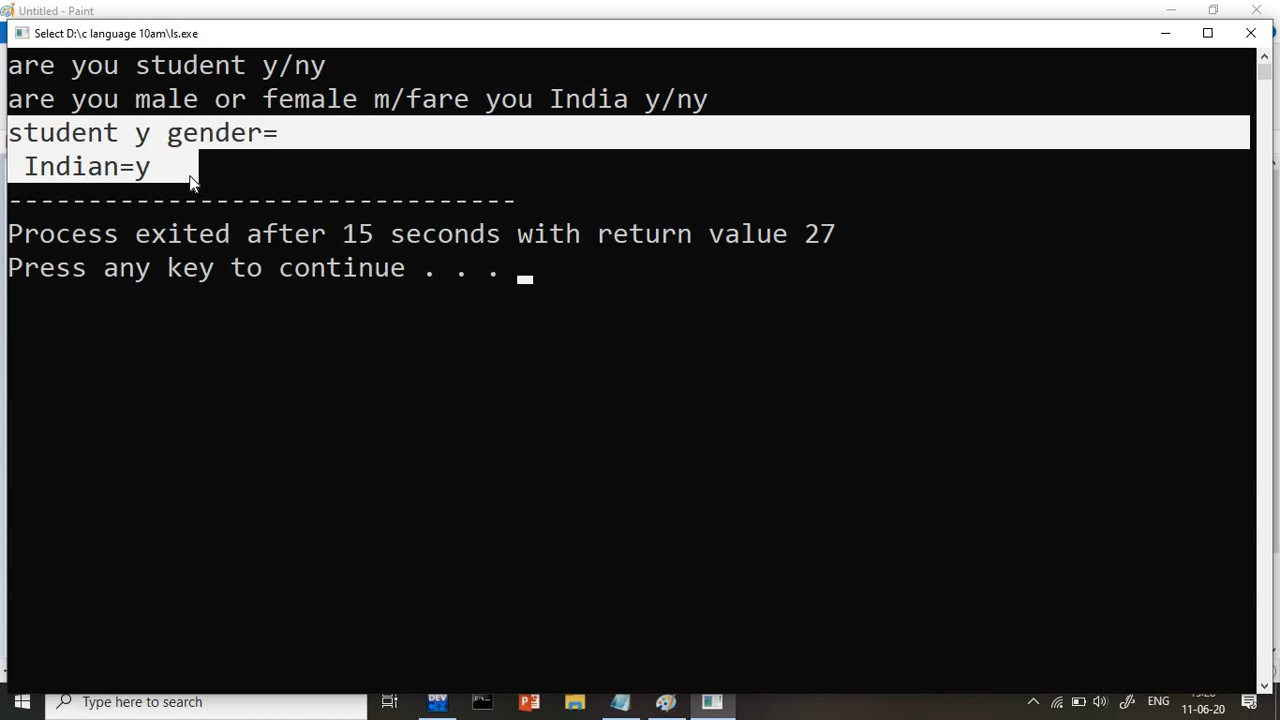 Untitled - Paint
Select D:\c language 10am\ls.exe
are you student y/ny
are you male or female m/fare you India y/ny
student y gender=
Indian=y
--------------------------------
Process exited after 15 seconds with return value 27
Press any key to continue . . .
Type here to search
DEV
ENG
11-06-20